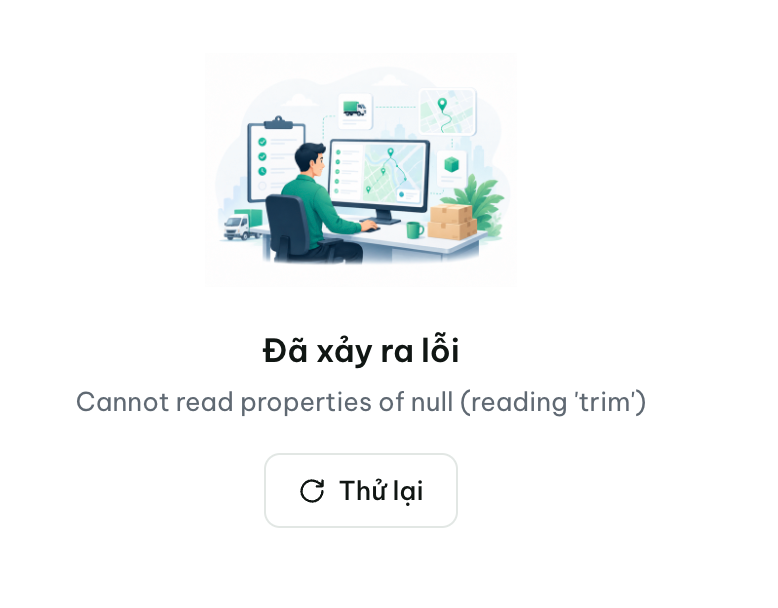 Đã xảy ra lỗi
Cannot read properties of null (reading 'trim')
Thử lại